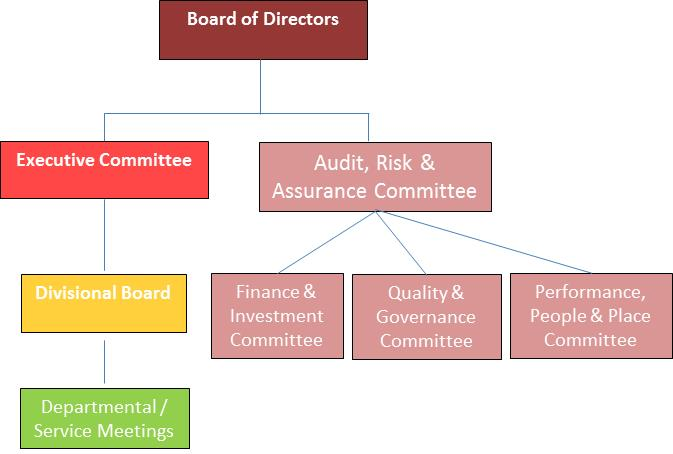 Board of Directors
Executive Committee
Audit, Risk &
Assurance Committee
Divisional Board
Finance &
Investment
Committee
Quality &
Governance
Committee
Performance,
People & Place
Committee
Departmental /
Service Meetings